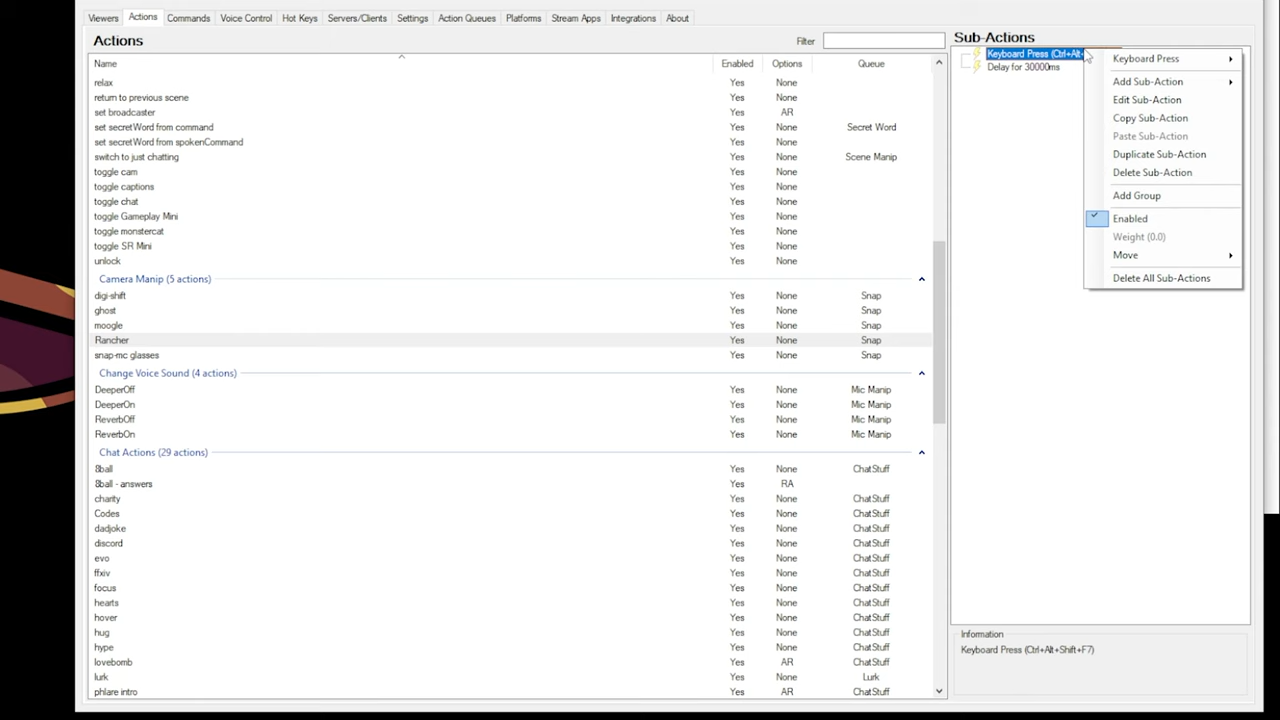 Viewers Actions Commands Voice Control Hot Keys Servers/Clients Settings Action Queues Platforms Stream Apps Integrations About
Actions Filter
Name Enabled Options Queue
relax Yes None
return to previous scene Yes None
set broadcaster Yes AR
set secretWord from command Yes None Secret Word
set secretWord from spokenCommand Yes None
switch to just chatting Yes None Scene Manip
toggle cam Yes None
toggle captions Yes None
toggle chat Yes None
toggle Gameplay Mini Yes None
toggle monstercat Yes None
toggle SR Mini Yes None
unlock Yes None
Camera Manip (5 actions)
digi-shift Yes None Snap
ghost Yes None Snap
moogle Yes None Snap
Rancher Yes None Snap
snap-mc glasses Yes None Snap
Change Voice Sound (4 actions)
DeeperOff Yes None Mic Manip
DeeperOn Yes None Mic Manip
ReverbOff Yes None Mic Manip
ReverbOn Yes None Mic Manip
Chat Actions (29 actions)
8ball Yes None ChatStuff
8ball - answers Yes RA
charity Yes None ChatStuff
Codes Yes None ChatStuff
dadjoke Yes None ChatStuff
discord Yes None ChatStuff
evo Yes None ChatStuff
ffxiv Yes None ChatStuff
focus Yes None ChatStuff
hearts Yes None ChatStuff
hover Yes None ChatStuff
hug Yes None ChatStuff
hype Yes None ChatStuff
lovebomb Yes AR ChatStuff
lurk Yes None Lurk
phlare intro Yes AR ChatStuff
Sub-Actions
Keyboard Press (Ctrl+Alt+
Delay for 30000ms
Keyboard Press
Add Sub-Action
Edit Sub-Action
Copy Sub-Action
Paste Sub-Action
Duplicate Sub-Action
Delete Sub-Action
Add Group
Enabled
Weight (0.0)
Move
Delete All Sub-Actions
Information
Keyboard Press (Ctrl+Alt+Shift+F7)